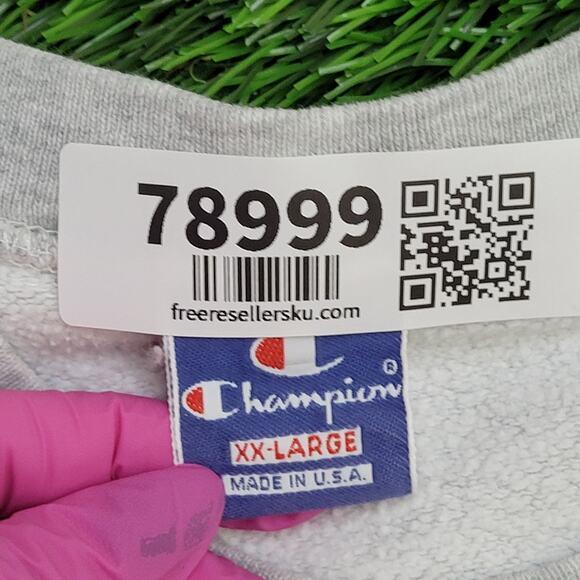 78999
freeresellersku.com
®
Champion
XX-LARGE
MADE IN U.S.A.